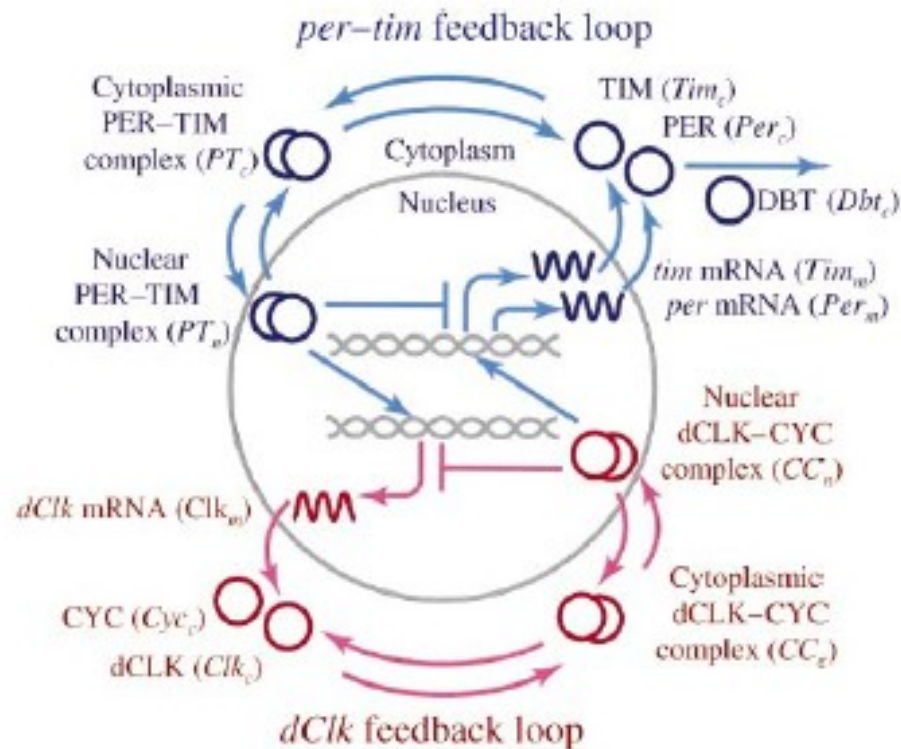 per–tim feedback loop
Cytoplasmic
PER–TIM
complex (PTc)
TIM (Timc)
PER (Perc)
Cytoplasm
DBT (Dbtc)
Nucleus
Nuclear
PER–TIM
complex (PTn)
tim mRNA (Timm)
per mRNA (Perm)
Nuclear
dCLK–CYC
complex (CCn)
dClk mRNA (Clkm)
Cytoplasmic
dCLK–CYC
complex (CCc)
CYC (Cycc)
dCLK (Clkc)
dClk feedback loop